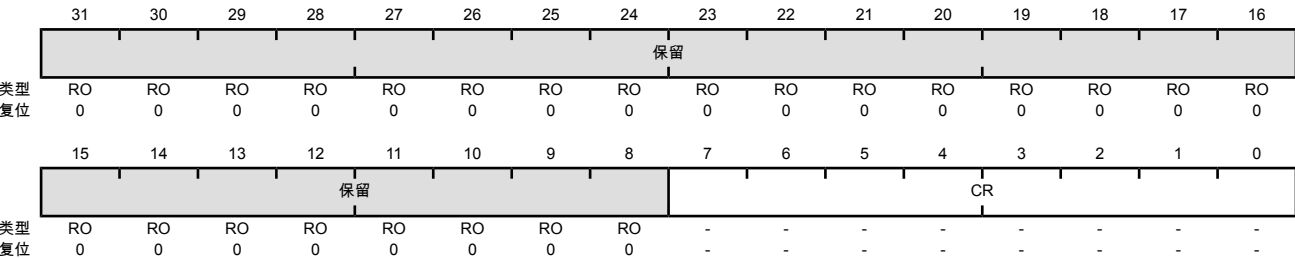 31 30 29 28 27 26 25 24 23 22 21 20 19 18 17 16
保留
类型 RO RO RO RO RO RO RO RO RO RO RO RO RO RO RO RO
复位 0 0 0 0 0 0 0 0 0 0 0 0 0 0 0 0
15 14 13 12 11 10 9 8 7 6 5 4 3 2 1 0
保留 CR
类型 RO RO RO RO RO RO RO RO - - - - - - - -
复位 0 0 0 0 0 0 0 0 - - - - - - - -